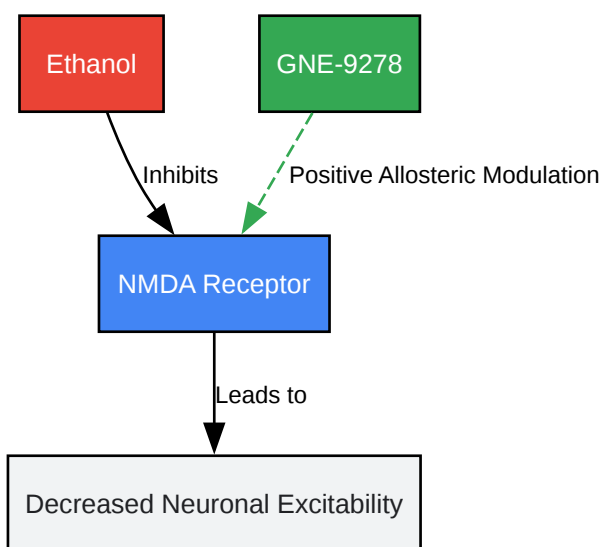 Ethanol
GNE-9278
Inhibits
Positive Allosteric Modulation
NMDA Receptor
Leads to
Decreased Neuronal Excitability